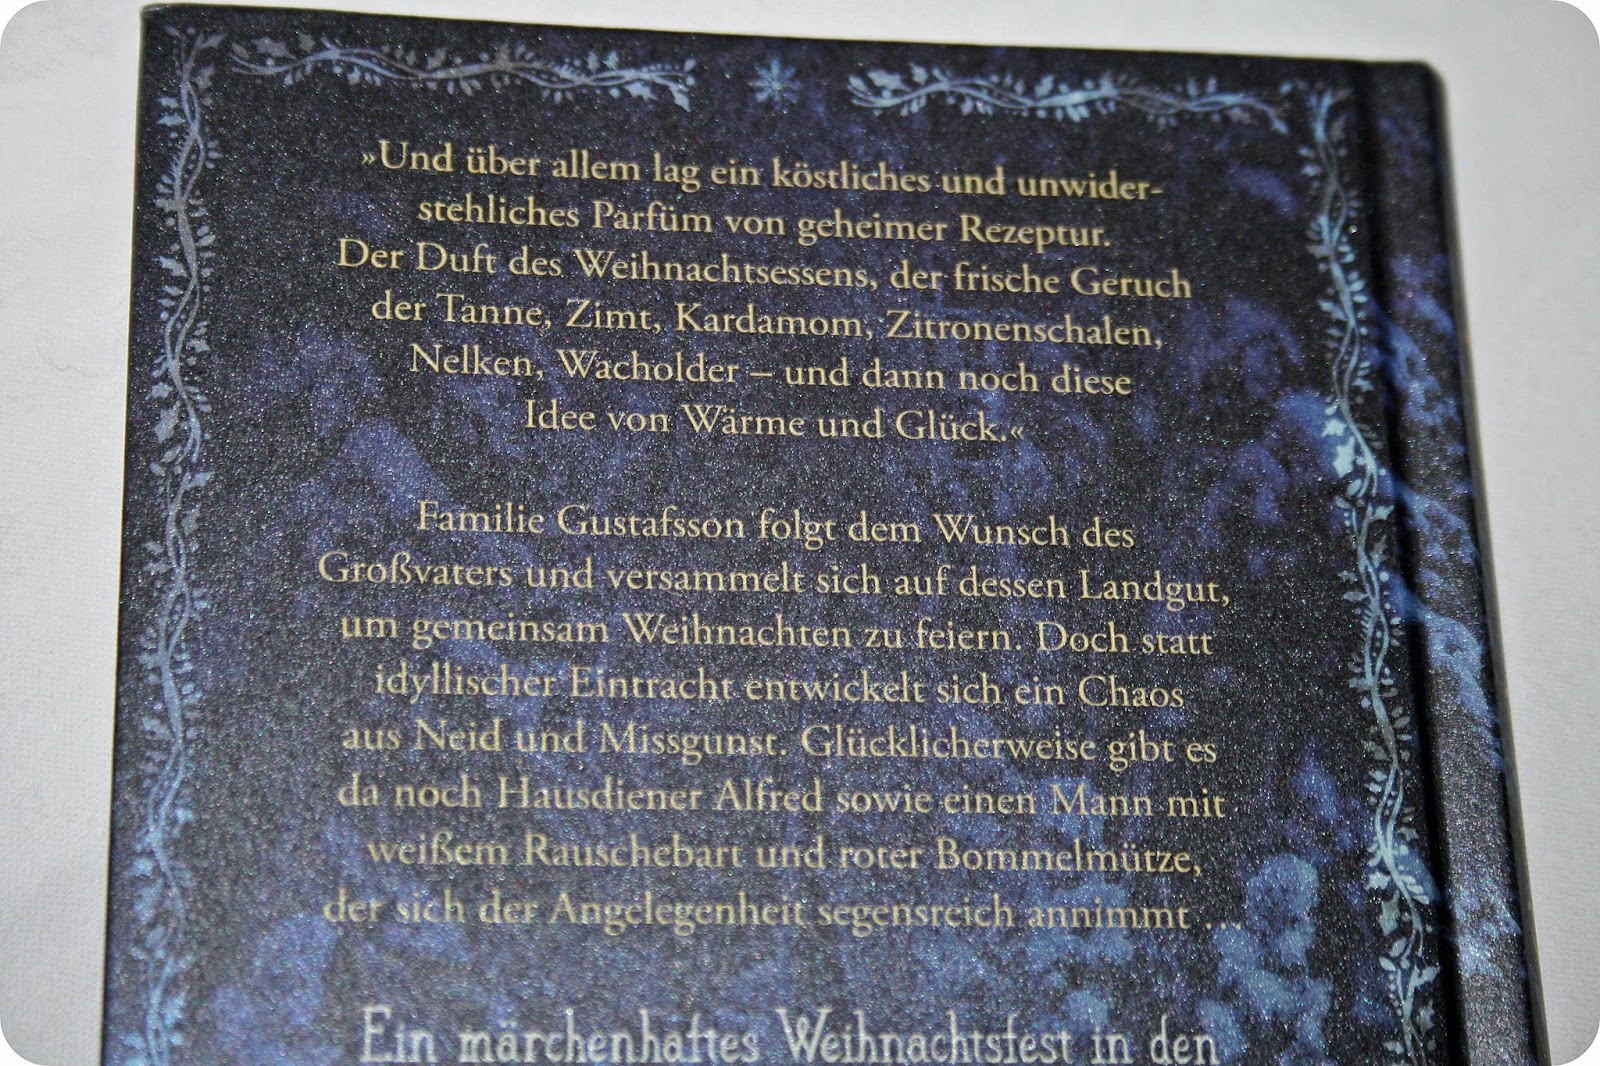 »Und über allem lag ein köstliches und unwider-
stehliches Parfüm von geheimer Rezeptur.
Der Duft des Weihnachtsessens, der frische Geruch
der Tanne, Zimt, Kardamom, Zitronenschalen,
Nelken, Wacholder – und dann noch diese
Idee von Wärme und Glück.«
Familie Gustafsson folgt dem Wunsch des
Großvaters und versammelt sich auf dessen Landgut,
um gemeinsam Weihnachten zu feiern. Doch statt
idyllischer Eintracht entwickelt sich ein Chaos
aus Neid und Missgunst. Glücklicherweise gibt es
da noch Hausdiener Alfred sowie einen Mann mit
weißem Rauschebart und roter Bommelmütze,
der sich der Angelegenheit segensreich annimmt …
Ein märchenhaftes Weihnachtsfest in den